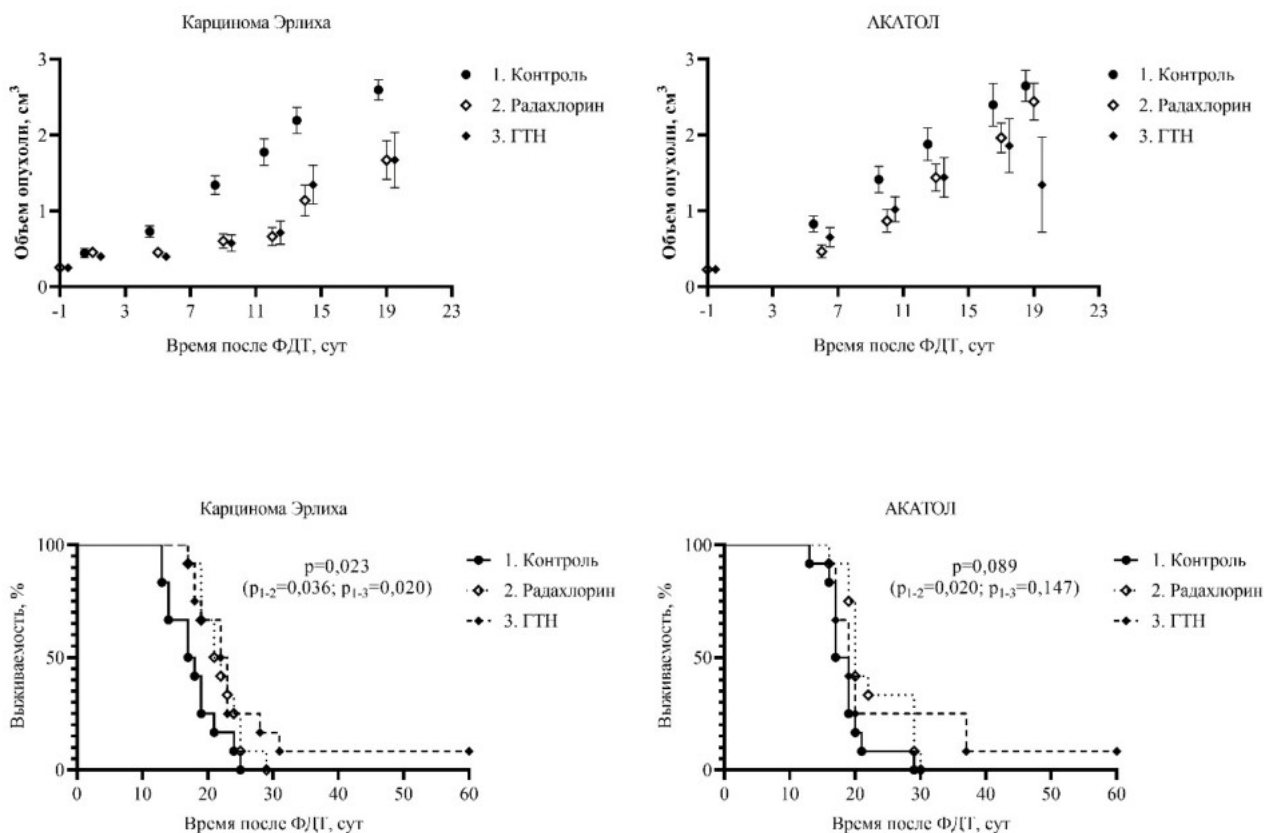 Карцинома Эрлиха
Объем опухоли, см³
3
2
1
0
-1 3 7 11 15 19 23
Время после ФДТ, сут
1. Контроль
2. Радахлорин
3. ГТН
АКАТОЛ
Объем опухоли, см³
3
2
1
0
-1 3 7 11 15 19 23
Время после ФДТ, сут
1. Контроль
2. Радахлорин
3. ГТН
Карцинома Эрлиха
Выживаемость, %
100
50
0
0 10 20 30 40 50 60
Время после ФДТ, сут
p=0,023
(p₁₋₂=0,036; p₁₋₃=0,020)
1. Контроль
2. Радахлорин
3. ГТН
АКАТОЛ
Выживаемость, %
100
50
0
0 10 20 30 40 50 60
Время после ФДТ, сут
p=0,089
(p₁₋₂=0,020; p₁₋₃=0,147)
1. Контроль
2. Радахлорин
3. ГТН